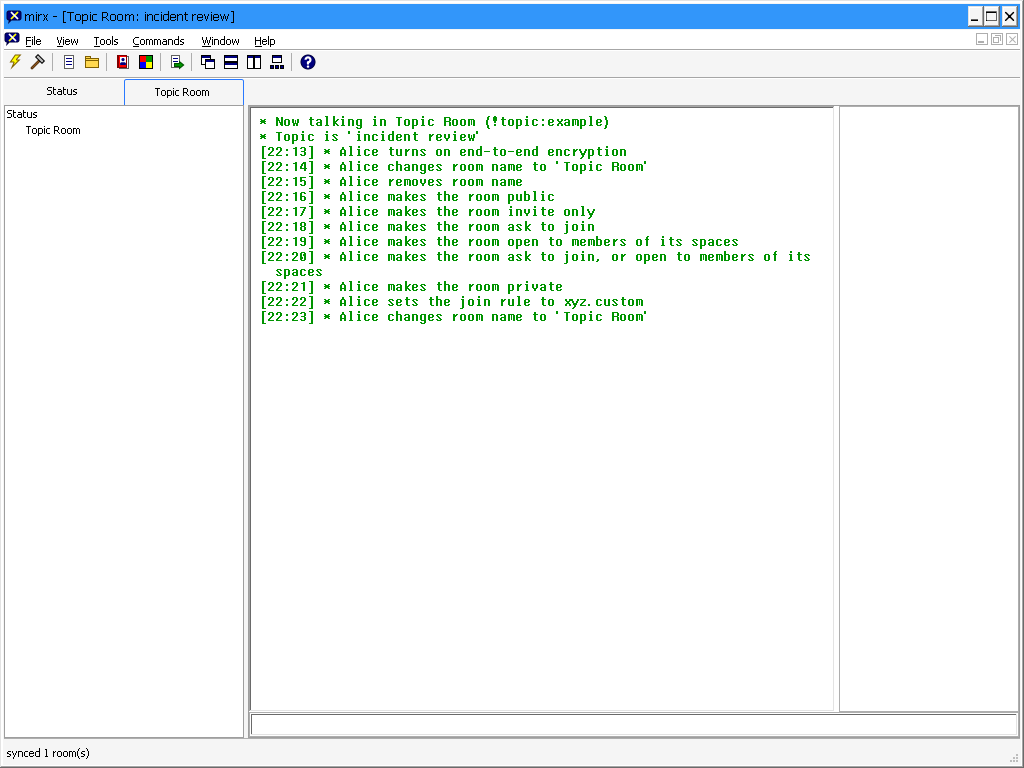 mirx - [Topic Room: incident review]
File View Tools Commands Window Help
Status Topic Room
Status
Topic Room
* Now talking in Topic Room (!topic:example)
* Topic is 'incident review'
[22:13] * Alice turns on end-to-end encryption
[22:14] * Alice changes room name to 'Topic Room'
[22:15] * Alice removes room name
[22:16] * Alice makes the room public
[22:17] * Alice makes the room invite only
[22:18] * Alice makes the room ask to join
[22:19] * Alice makes the room open to members of its spaces
[22:20] * Alice makes the room ask to join, or open to members of its
spaces
[22:21] * Alice makes the room private
[22:22] * Alice sets the join rule to xyz.custom
[22:23] * Alice changes room name to 'Topic Room'
synced 1 room(s)